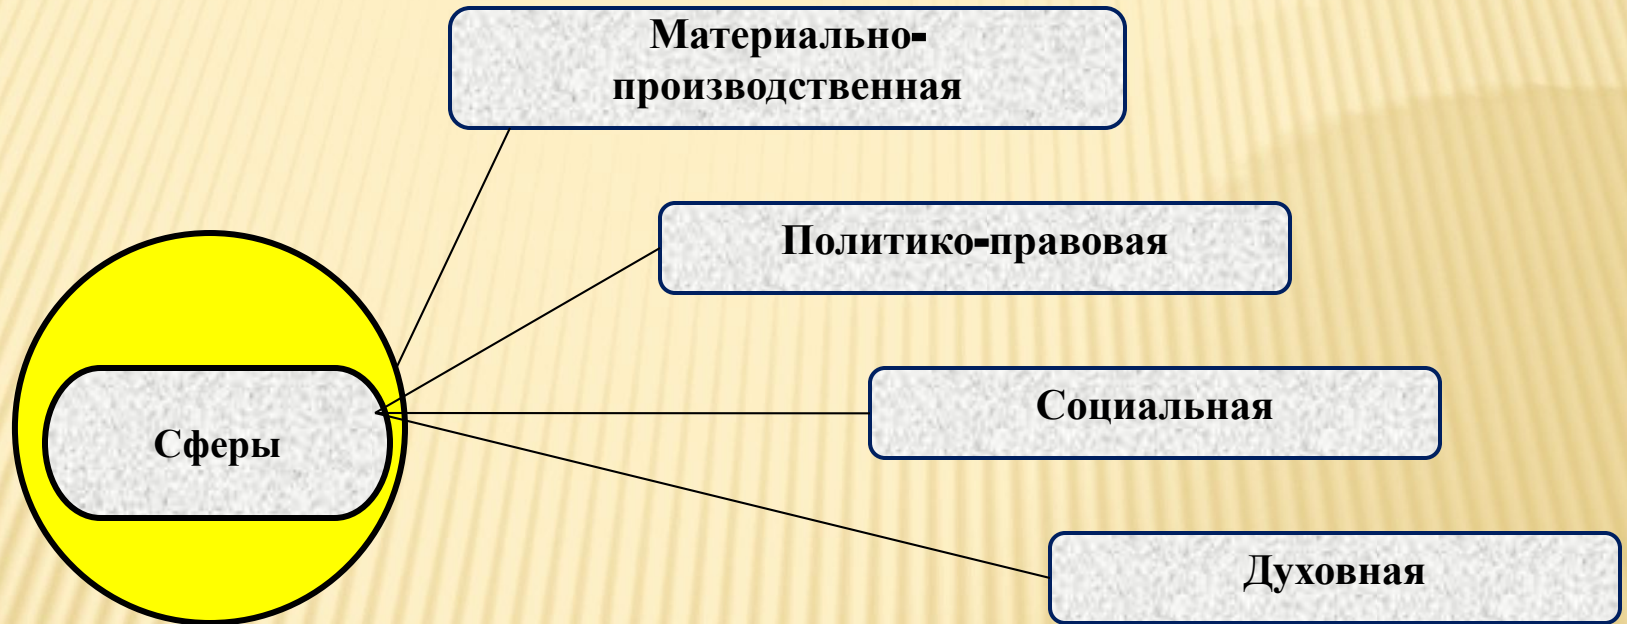 Материально-
производственная
Политико-правовая
Социальная
Сферы
Духовная